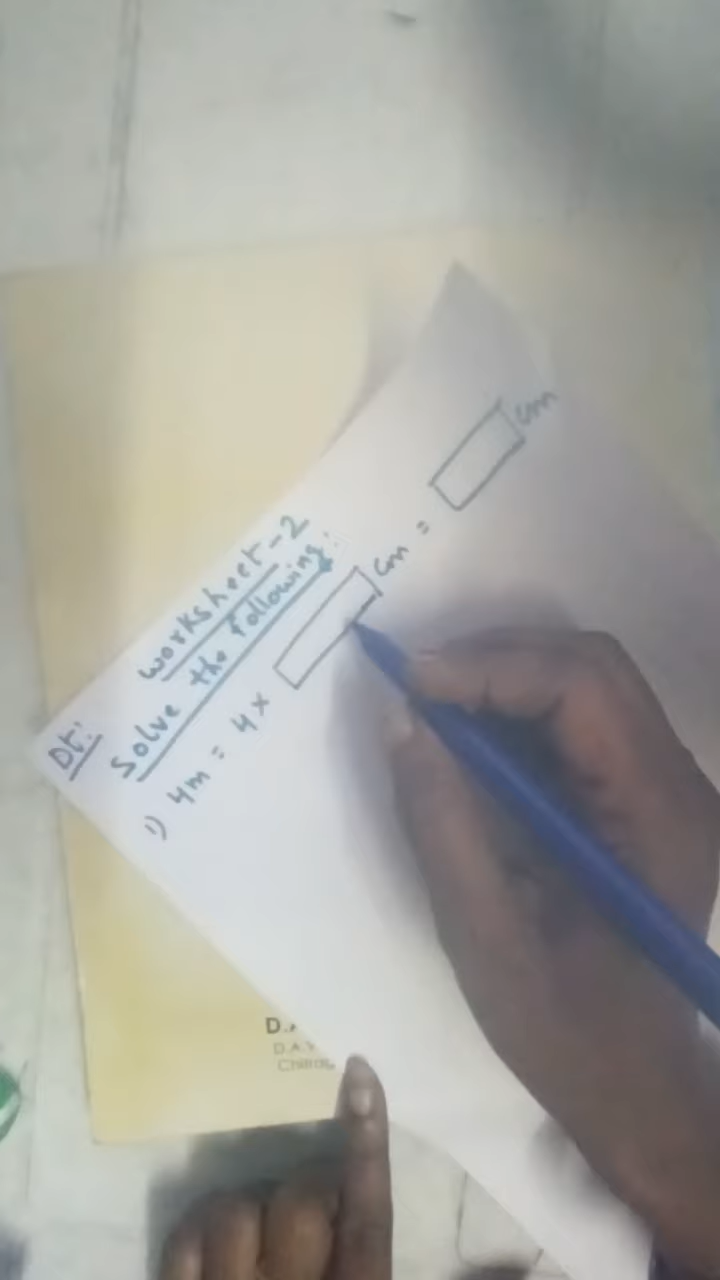 Dt:
Worksheet-2
Solve the following:
1) 4m = 4 x cm = cm
D.A.
D.A.V